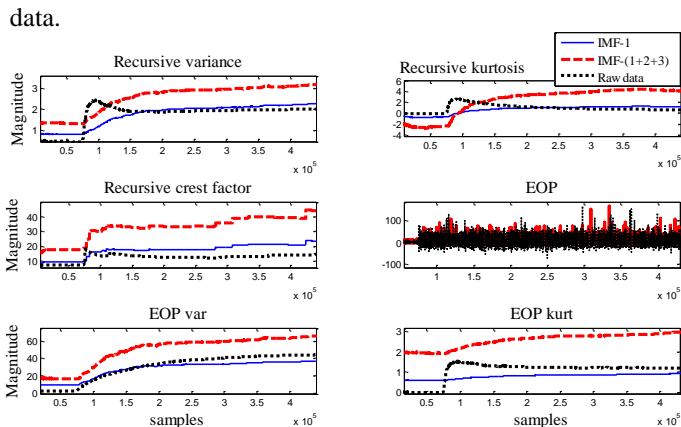 data.
Recursive variance
Magnitude
3
2
1
0.5 1 1.5 2 2.5 3 3.5 4
x 10^5
Recursive kurtosis
IMF-1
IMF-(1+2+3)
Raw data
6
4
2
0
-2
-4
0.5 1 1.5 2 2.5 3 3.5 4
x 10^5
Recursive crest factor
Magnitude
40
30
20
10
0.5 1 1.5 2 2.5 3 3.5 4
x 10^5
EOP
100
0
-100
0.5 1 1.5 2 2.5 3 3.5 4
x 10^5
EOP var
Magnitude
60
40
20
0
0.5 1 1.5 2 2.5 3 3.5 4
x 10^5
samples
EOP kurt
3
2
1
0
0.5 1 1.5 2 2.5 3 3.5 4
x 10^5
samples